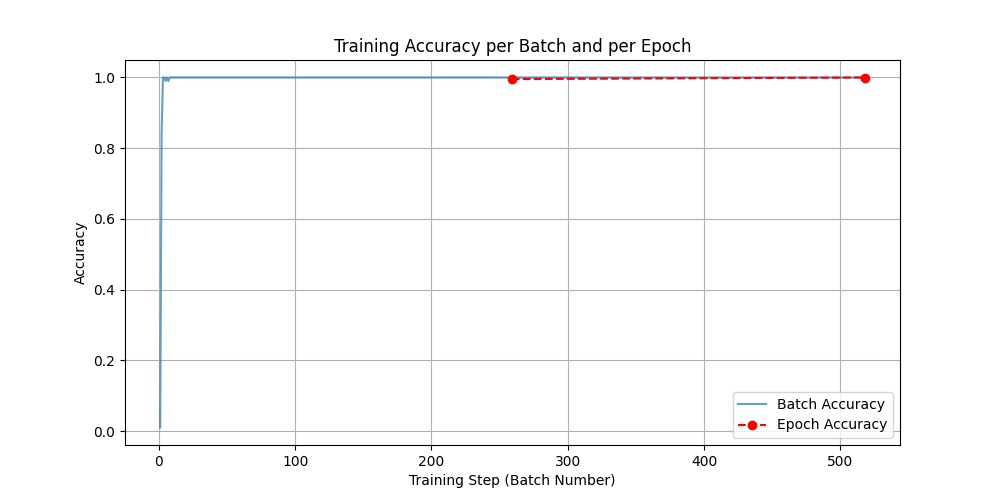 Training Accuracy per Batch and per Epoch
Accuracy
1.0
0.8
0.6
0.4
0.2
0.0
0 100 200 300 400 500
Training Step (Batch Number)
Batch Accuracy
Epoch Accuracy